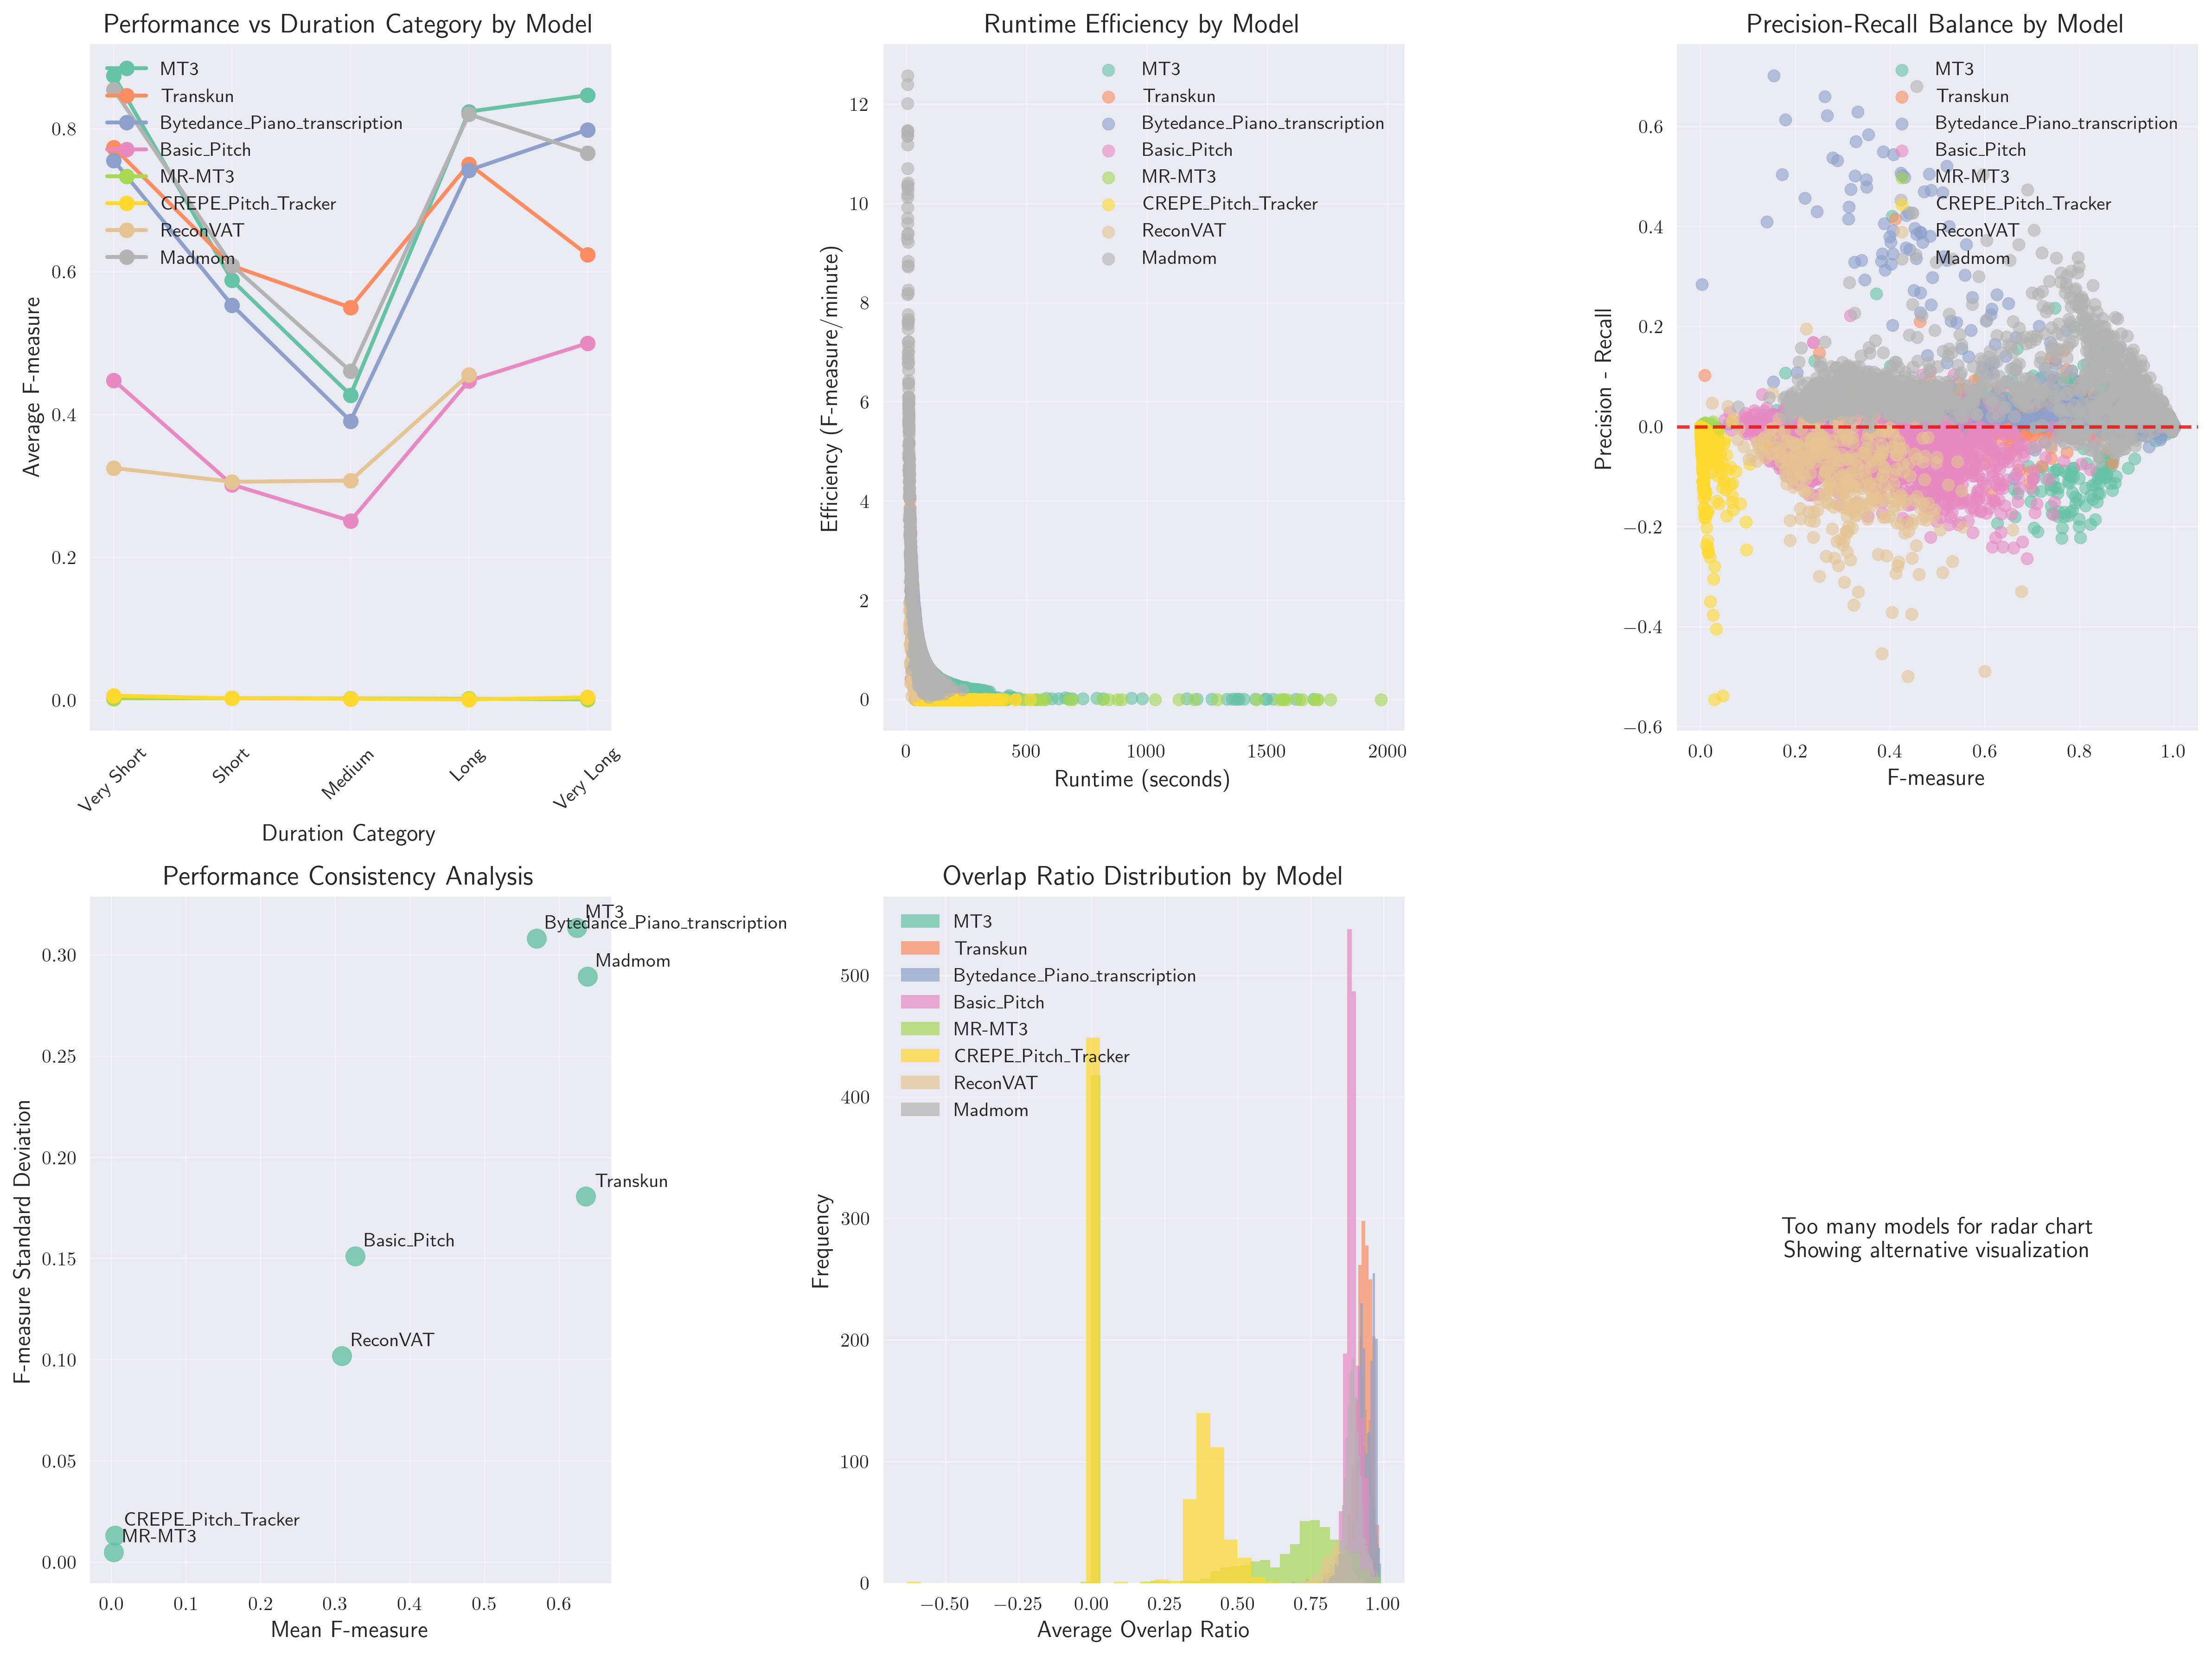 Performance vs Duration Category by Model
MT3
Transkun
Bytedance_Piano_transcription
Basic_Pitch
MR-MT3
CREPE_Pitch_Tracker
ReconVAT
Madmom
0.8
0.6
0.4
0.2
0.0
Average F-measure
Very Short
Short
Medium
Long
Very Long
Duration Category
Runtime Efficiency by Model
MT3
Transkun
Bytedance_Piano_transcription
Basic_Pitch
MR-MT3
CREPE_Pitch_Tracker
ReconVAT
Madmom
12
10
8
6
4
2
0
Efficiency (F-measure/minute)
0 500 1000 1500 2000
Runtime (seconds)
Precision-Recall Balance by Model
MT3
Transkun
Bytedance_Piano_transcription
Basic_Pitch
MR-MT3
CREPE_Pitch_Tracker
ReconVAT
Madmom
0.6
0.4
0.2
0.0
−0.2
−0.4
−0.6
Precision - Recall
0.0 0.2 0.4 0.6 0.8 1.0
F-measure
Performance Consistency Analysis
MT3
Bytedance_Piano_transcription
Madmom
Transkun
Basic_Pitch
ReconVAT
CREPE_Pitch_Tracker
MR-MT3
0.30
0.25
0.20
0.15
0.10
0.05
0.00
F-measure Standard Deviation
0.0 0.1 0.2 0.3 0.4 0.5 0.6
Mean F-measure
Overlap Ratio Distribution by Model
MT3
Transkun
Bytedance_Piano_transcription
Basic_Pitch
MR-MT3
CREPE_Pitch_Tracker
ReconVAT
Madmom
500
400
300
200
100
0
Frequency
−0.50 −0.25 0.00 0.25 0.50 0.75 1.00
Average Overlap Ratio
Too many models for radar chart
Showing alternative visualization